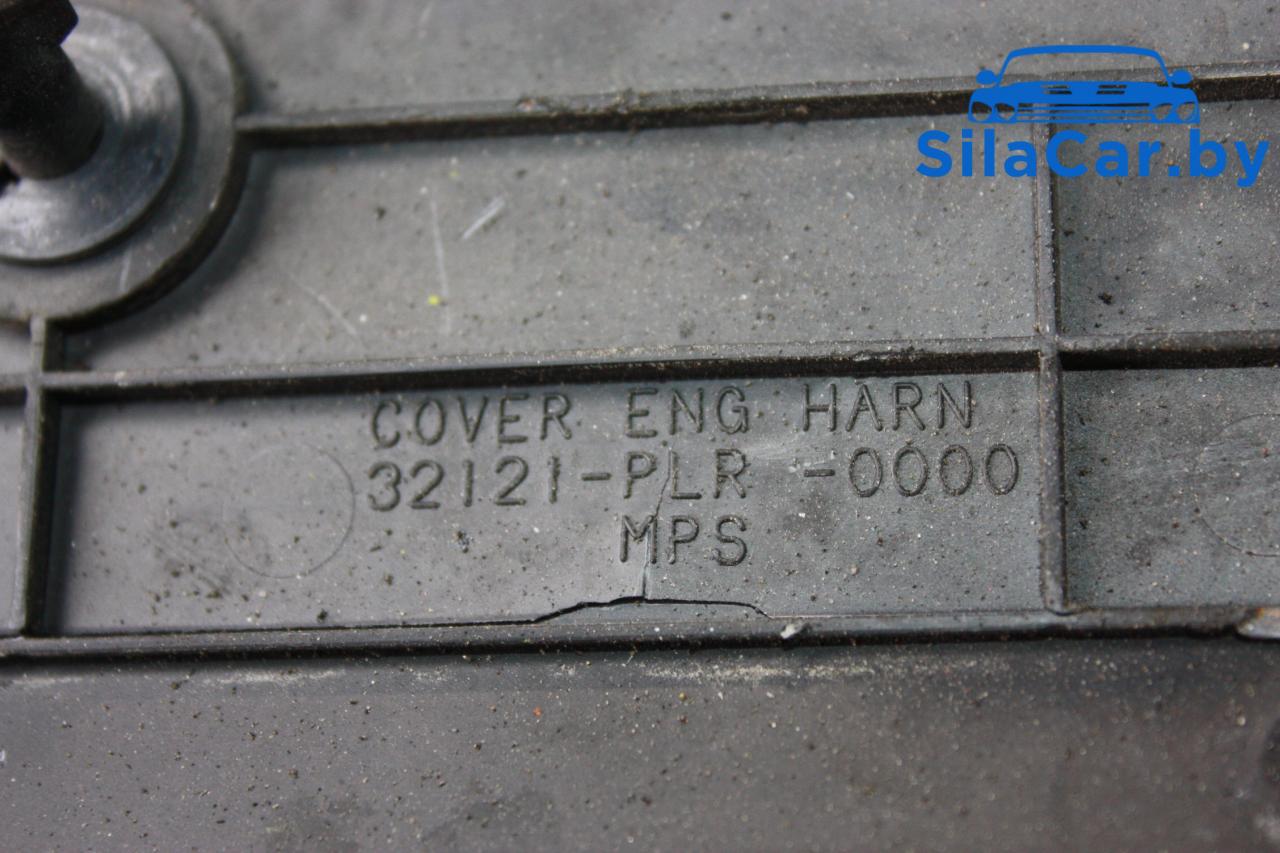 SilaCar.by
COVER ENG HARN
32121-PLR -0000
MPS